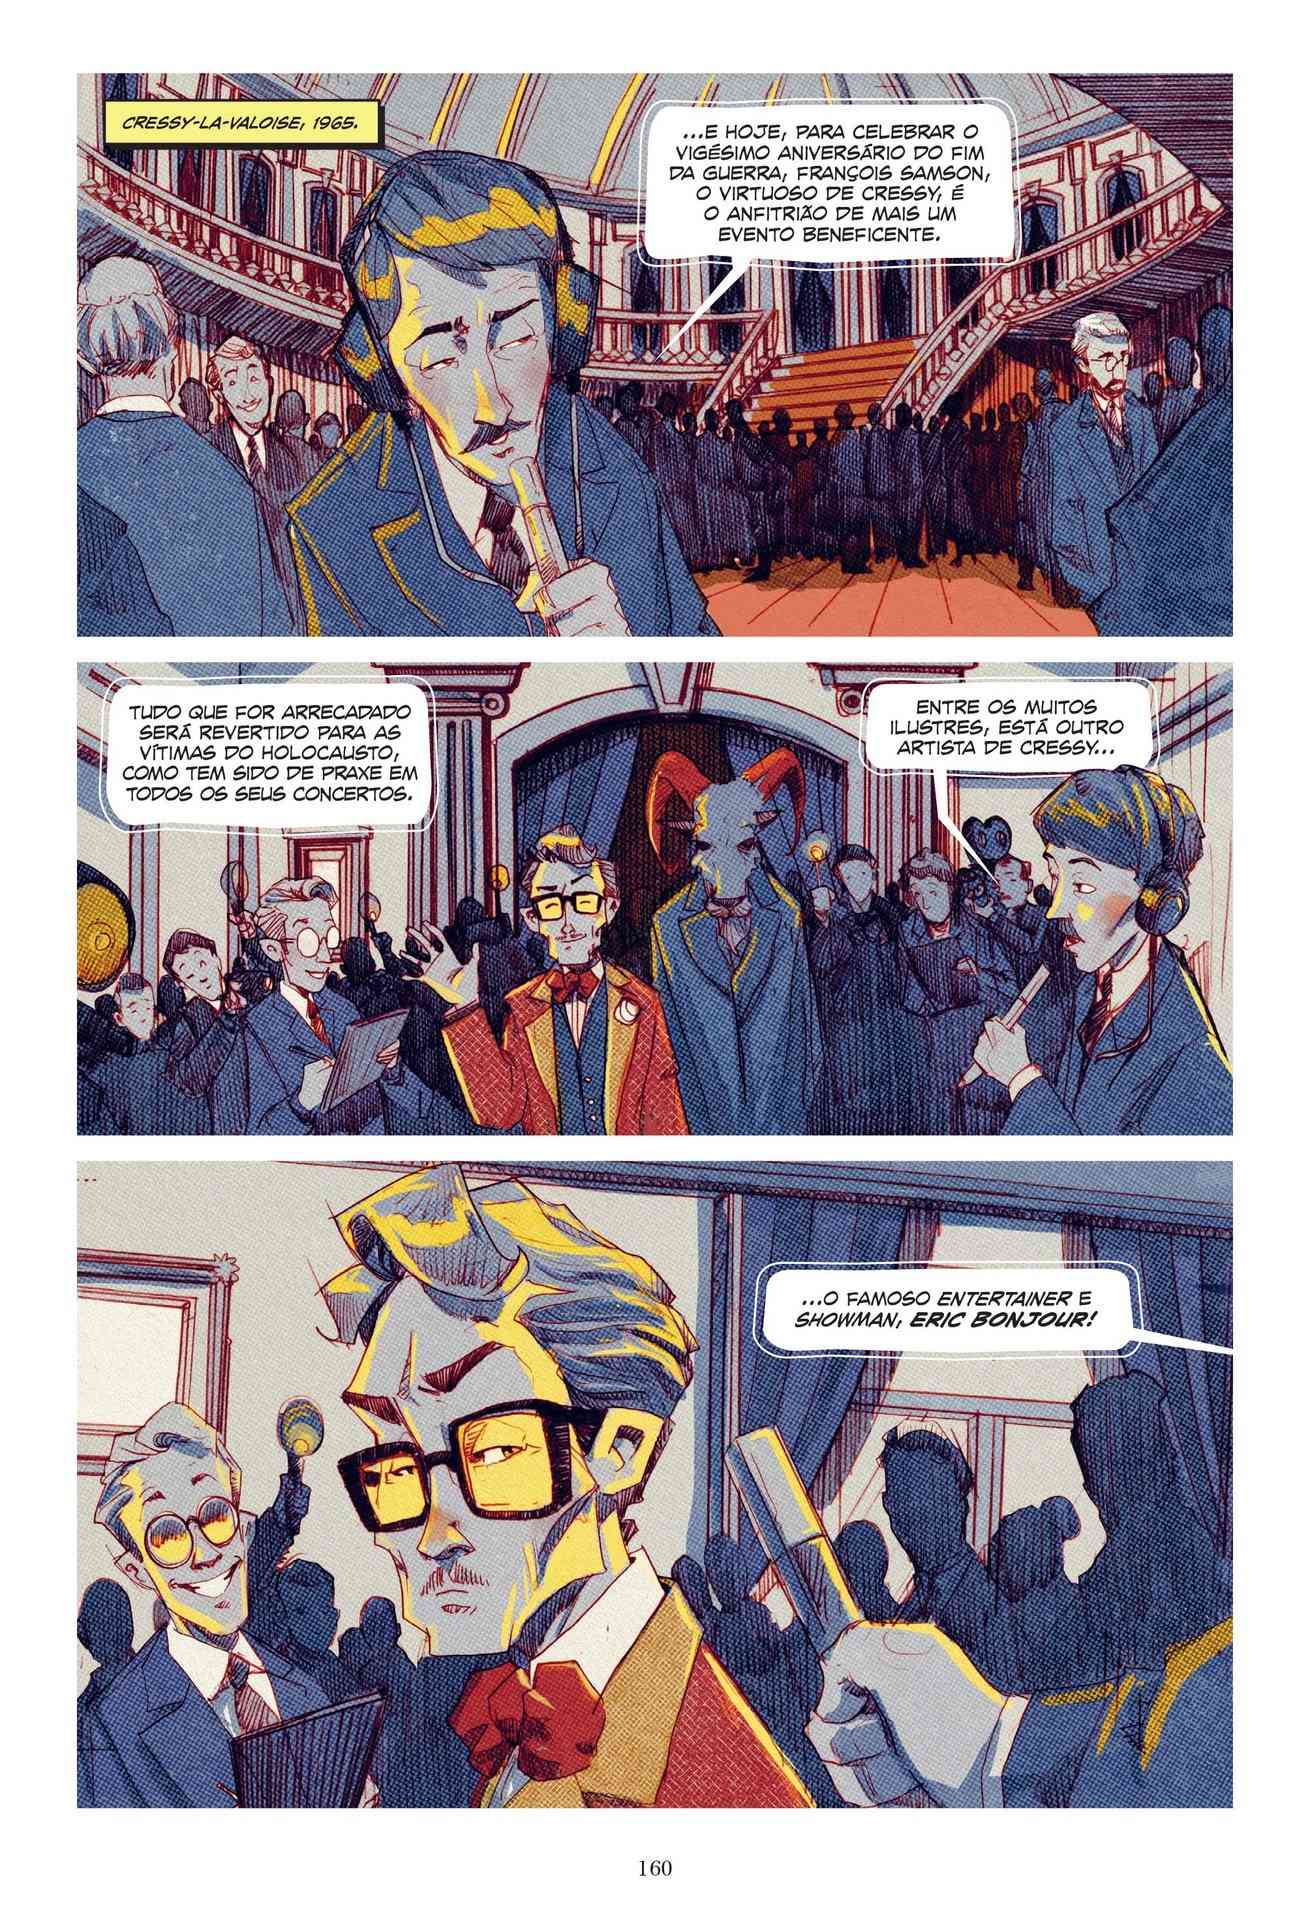 CRESSY-LA-VALOISE, 1965.
...E HOJE, PARA CELEBRAR O
VIGÉSIMO ANIVERSÁRIO DO FIM
DA GUERRA, FRANÇOIS SAMSON,
O VIRTUOSO DE CRESSY, É
O ANFITRIÃO DE MAIS UM
EVENTO BENEFICENTE.
TUDO QUE FOR ARRECADADO
SERÁ REVERTIDO PARA AS
VÍTIMAS DO HOLOCAUSTO,
COMO TEM SIDO DE PRAXE EM
TODOS OS SEUS CONCERTOS.
ENTRE OS MUITOS
ILUSTRES, ESTÁ OUTRO
ARTISTA DE CRESSY...
...O FAMOSO ENTERTAINER E
SHOWMAN, ERIC BONJOUR!
160